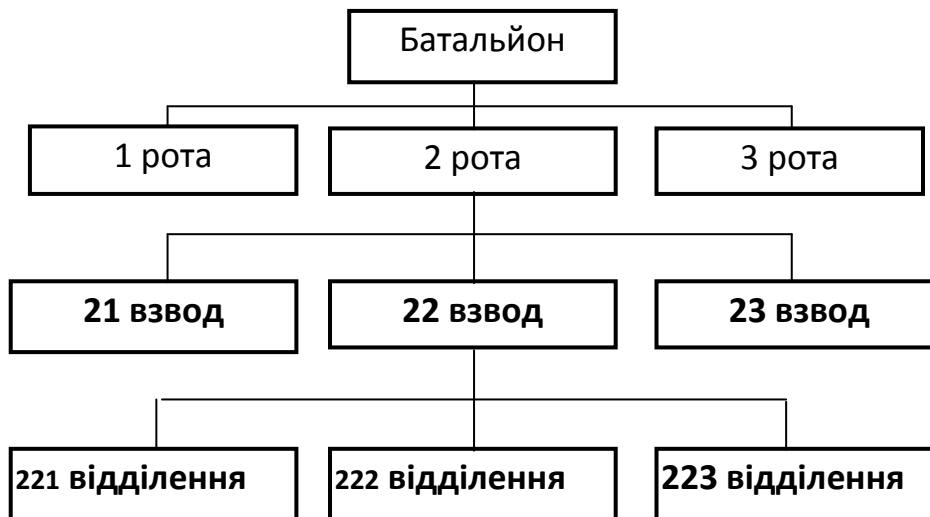 Батальйон
1 рота
2 рота
3 рота
21 взвод
22 взвод
23 взвод
221 відділення
222 відділення
223 відділення